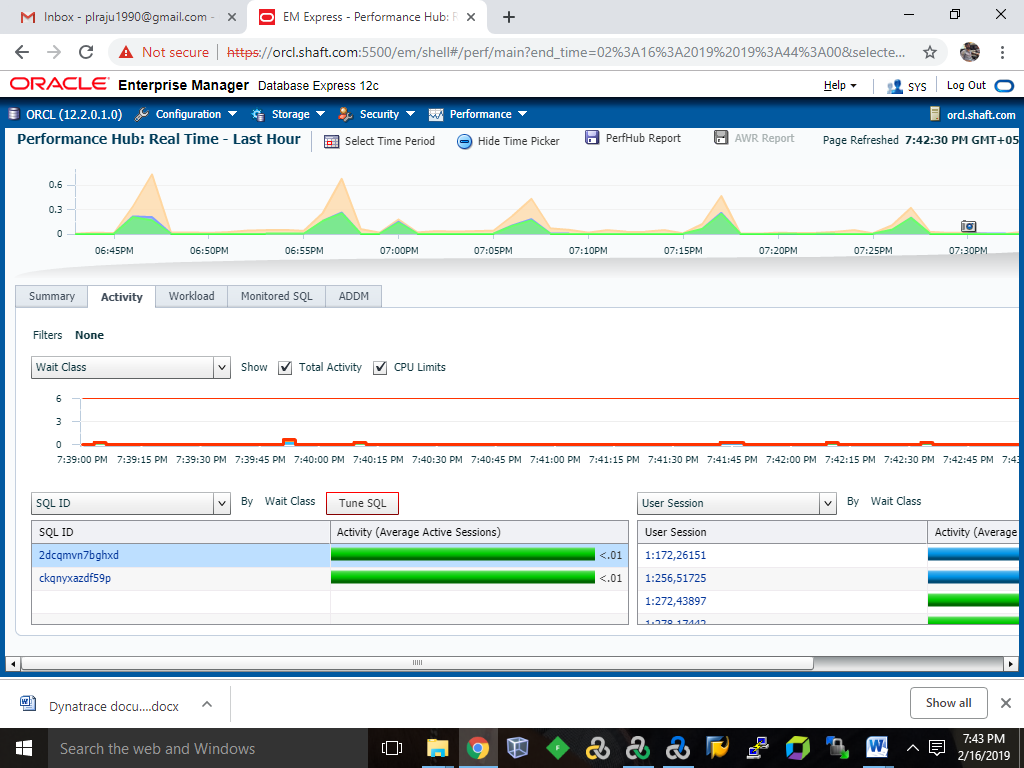 Inbox - plraju1990@gmail.com -
EM Express - Performance Hub: R
Not secure https://orcl.shaft.com:5500/em/shell#/perf/main?end_time=02%3A16%3A2019%2019%3A44%3A00&selecte...
ORACLE Enterprise Manager Database Express 12c Help SYS Log Out
ORCL (12.2.0.1.0) Configuration Storage Security Performance orcl.shaft.com
Performance Hub: Real Time - Last Hour Select Time Period Hide Time Picker PerfHub Report AWR Report Page Refreshed 7:42:30 PM GMT+05
0.6
0.3
0
06:45PM 06:50PM 06:55PM 07:00PM 07:05PM 07:10PM 07:15PM 07:20PM 07:25PM 07:30PM
Summary Activity Workload Monitored SQL ADDM
Filters None
Wait Class Show Total Activity CPU Limits
6
3
0
7:39:00 PM 7:39:15 PM 7:39:30 PM 7:39:45 PM 7:40:00 PM 7:40:15 PM 7:40:30 PM 7:40:45 PM 7:41:00 PM 7:41:15 PM 7:41:30 PM 7:41:45 PM 7:42:00 PM 7:42:15 PM 7:42:30 PM 7:42:45 PM 7:43
SQL ID By Wait Class Tune SQL User Session By Wait Class
SQL ID Activity (Average Active Sessions) User Session Activity (Average
2dcqmvn7bghxd <.01 1:172,26151
ckqnyxazdf59p <.01 1:256,51725
1:272,43897
1:278,17442
Dynatrace docu....docx Show all
Search the web and Windows
7:43 PM
2/16/2019